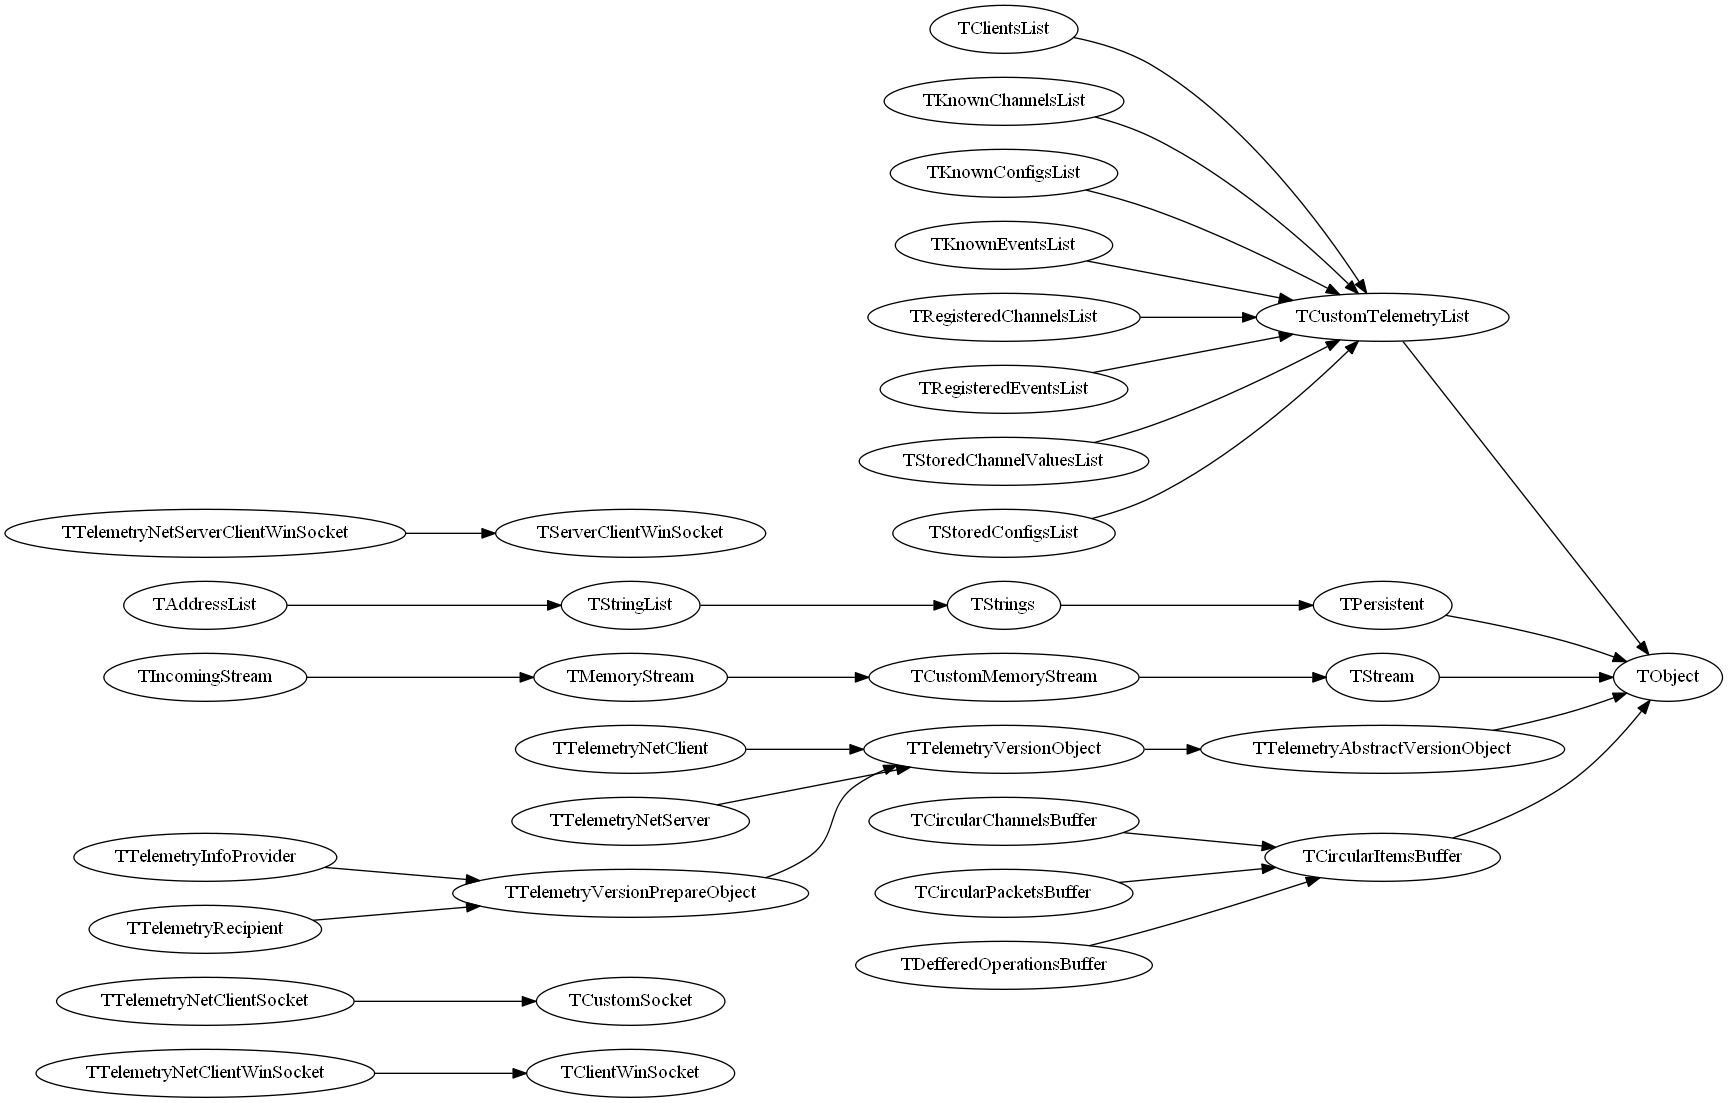 TClientsList
TKnownChannelsList
TKnownConfigsList
TKnownEventsList
TRegisteredChannelsList
TCustomTelemetryList
TRegisteredEventsList
TStoredChannelValuesList
TTelemetryNetServerClientWinSocket
TServerClientWinSocket
TStoredConfigsList
TAddressList
TStringList
TStrings
TPersistent
TIncomingStream
TMemoryStream
TCustomMemoryStream
TStream
TObject
TTelemetryNetClient
TTelemetryVersionObject
TTelemetryAbstractVersionObject
TTelemetryNetServer
TCircularChannelsBuffer
TTelemetryInfoProvider
TCircularItemsBuffer
TTelemetryVersionPrepareObject
TCircularPacketsBuffer
TTelemetryRecipient
TDefferedOperationsBuffer
TTelemetryNetClientSocket
TCustomSocket
TTelemetryNetClientWinSocket
TClientWinSocket